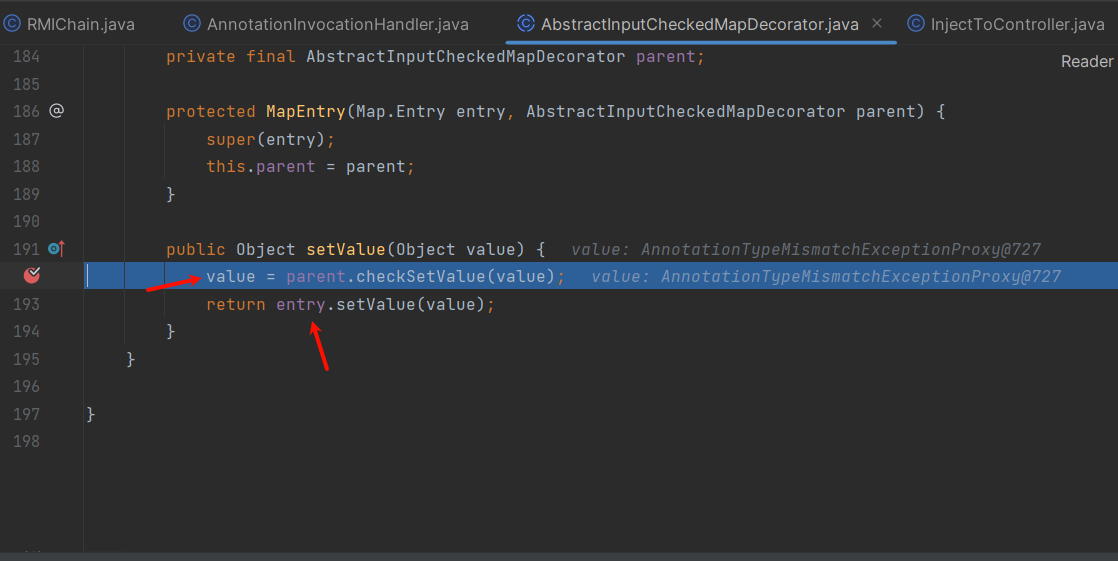 RMIChain.java AnnotationInvocationHandler.java AbstractInputCheckedMapDecorator.java × InjectToController.java
Reader
184 private final AbstractInputCheckedMapDecorator parent;
185
186 @ protected MapEntry(Map.Entry entry, AbstractInputCheckedMapDecorator parent) {
187 super(entry);
188 this.parent = parent;
189 }
190
191 public Object setValue(Object value) { value: AnnotationTypeMismatchExceptionProxy@727
value = parent.checkSetValue(value); value: AnnotationTypeMismatchExceptionProxy@727
193 return entry.setValue(value);
194 }
195 }
196
197 }
198